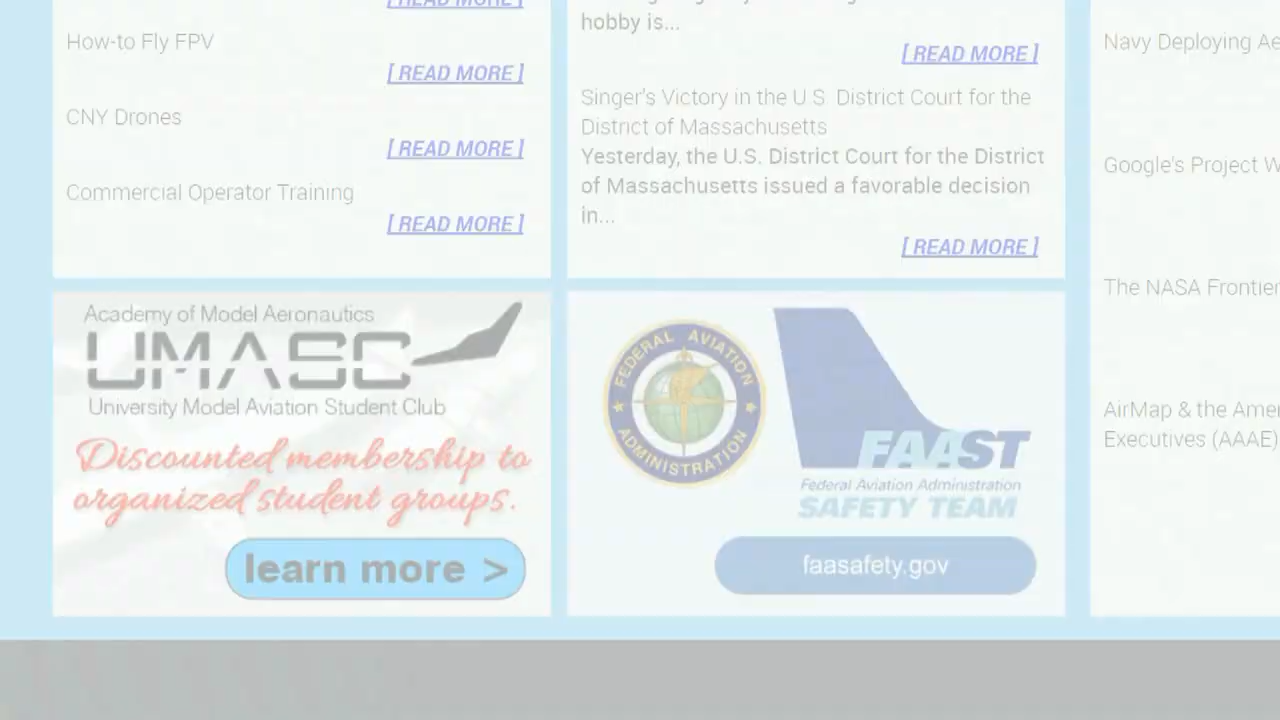 [ READ MORE ]
How-to Fly FPV
[ READ MORE ]
CNY Drones
[ READ MORE ]
Commercial Operator Training
[ READ MORE ]
Academy of Model Aeronautics
UMASC
University Model Aviation Student Club
Discounted membership to
organized student groups.
learn more >
hobby is...
[ READ MORE ]
Singer's Victory in the U.S. District Court for the
District of Massachusetts
Yesterday, the U.S. District Court for the District
of Massachusetts issued a favorable decision
in...
[ READ MORE ]
FEDERAL AVIATION
ADMINISTRATION
FAAST
Federal Aviation Administration
SAFETY TEAM
faasafety.gov
Navy Deploying
Google's Project
The NASA
AirMap & the
Executives (AAAE)